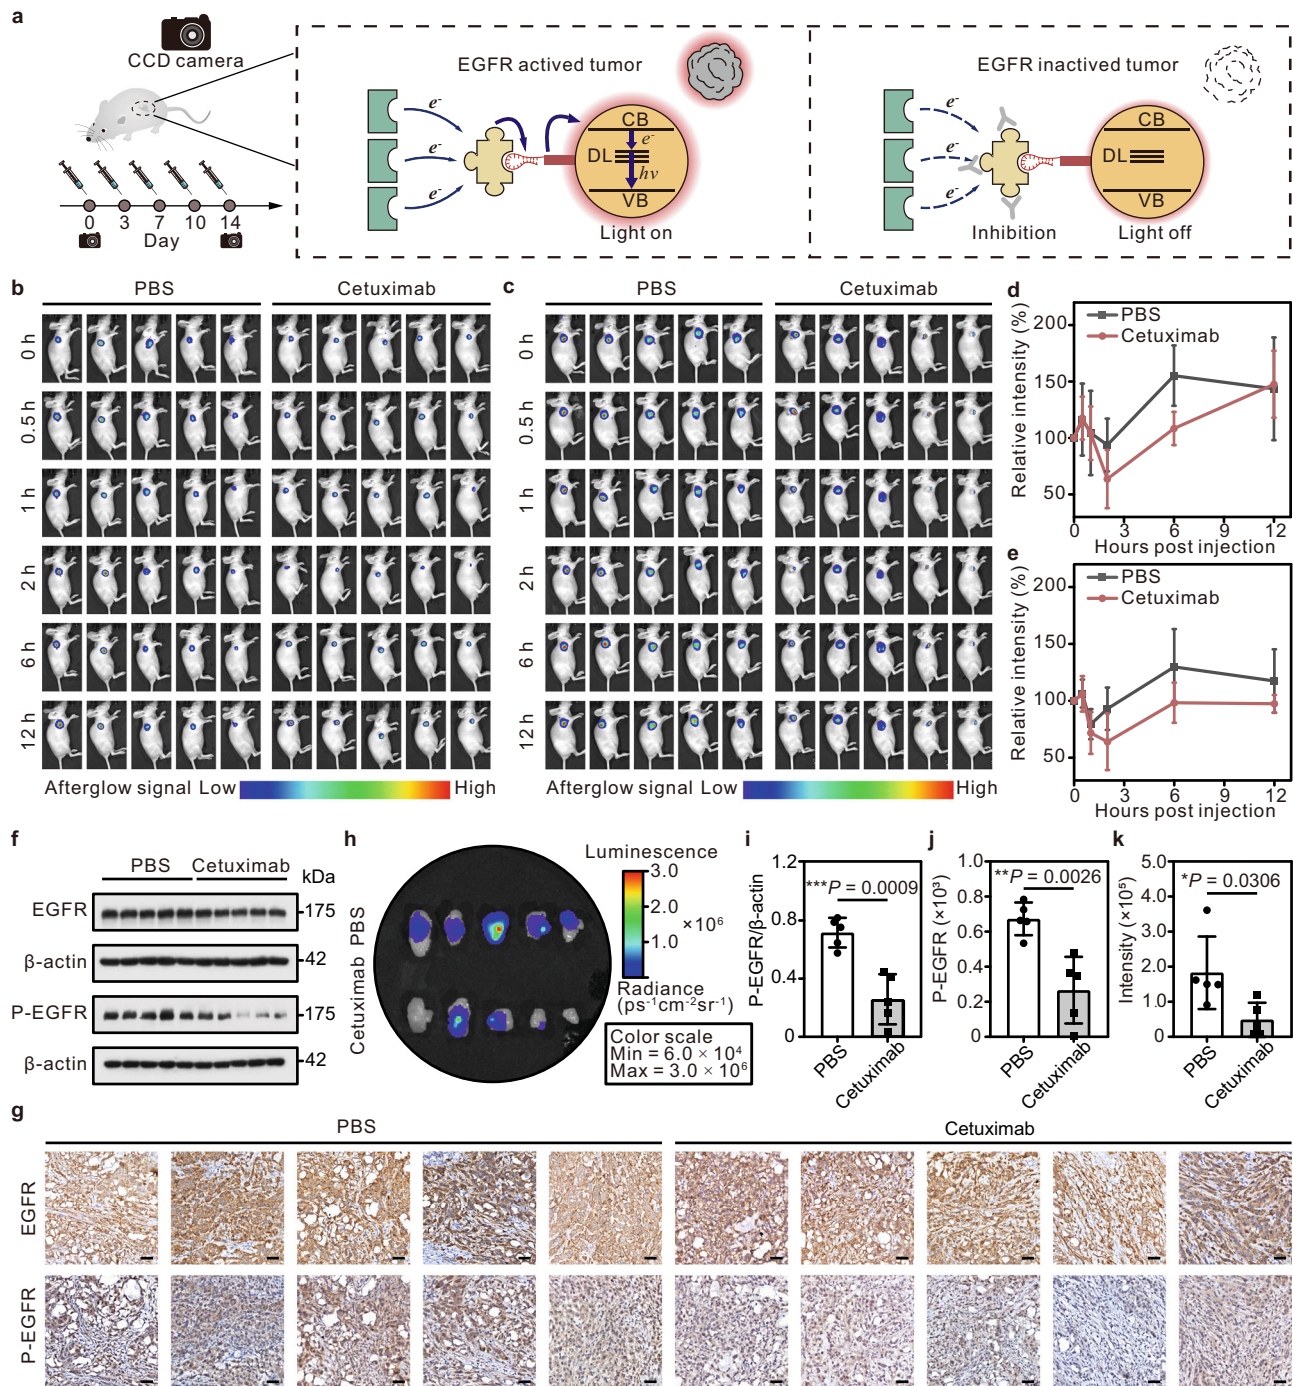 a
CCD camera
0 3 7 10 14
Day
EGFR actived tumor
e⁻
e⁻
e⁻
CB
e⁻
DL
hν
VB
Light on
EGFR inactived tumor
e⁻
e⁻
e⁻
CB
DL
VB
Inhibition
Light off
b
PBS Cetuximab
0 h
0.5 h
1 h
2 h
6 h
12 h
Afterglow signal Low High
c
PBS Cetuximab
0 h
0.5 h
1 h
2 h
6 h
12 h
Afterglow signal Low High
d
Relative intensity (%)
200
150
100
50
PBS
Cetuximab
0 3 6 9 12
Hours post injection
e
Relative intensity (%)
200
150
100
50
PBS
Cetuximab
0 3 6 9 12
Hours post injection
f
PBS Cetuximab
kDa
EGFR 175
β-actin 42
P-EGFR 175
β-actin 42
h
Cetuximab PBS
Luminescence
3.0
2.0
×10⁶
1.0
Radiance
(ps⁻¹cm⁻²sr⁻¹)
Color scale
Min = 6.0 × 10⁴
Max = 3.0 × 10⁶
i
P-EGFR/β-actin
1.2
0.8
0.4
0
***P = 0.0009
PBS
Cetuximab
j
P-EGFR (×10³)
1.0
0.8
0.6
0.4
0.2
0
**P = 0.0026
PBS
Cetuximab
k
Intensity (×10⁵)
5.0
4.0
3.0
2.0
1.0
0
*P = 0.0306
PBS
Cetuximab
g
PBS Cetuximab
EGFR
P-EGFR